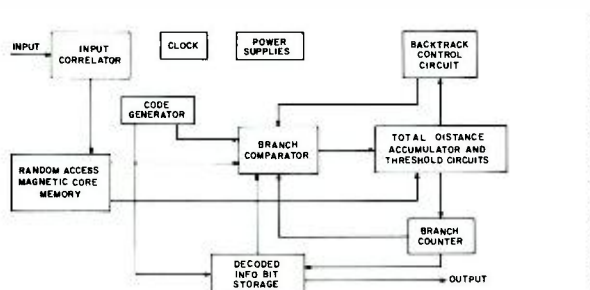 INPUT
INPUT
CORRELATOR
CLOCK
POWER
SUPPLIES
BACKTRACK
CONTROL
CIRCUIT
CODE
GENERATOR
BRANCH
COMPARATOR
TOTAL DISTANCE
ACCUMULATOR AND
THRESHOLD CIRCUITS
RANDOM ACCESS
MAGNETIC CORE
MEMORY
BRANCH
COUNTER
DECODED
INFO BIT
STORAGE
OUTPUT